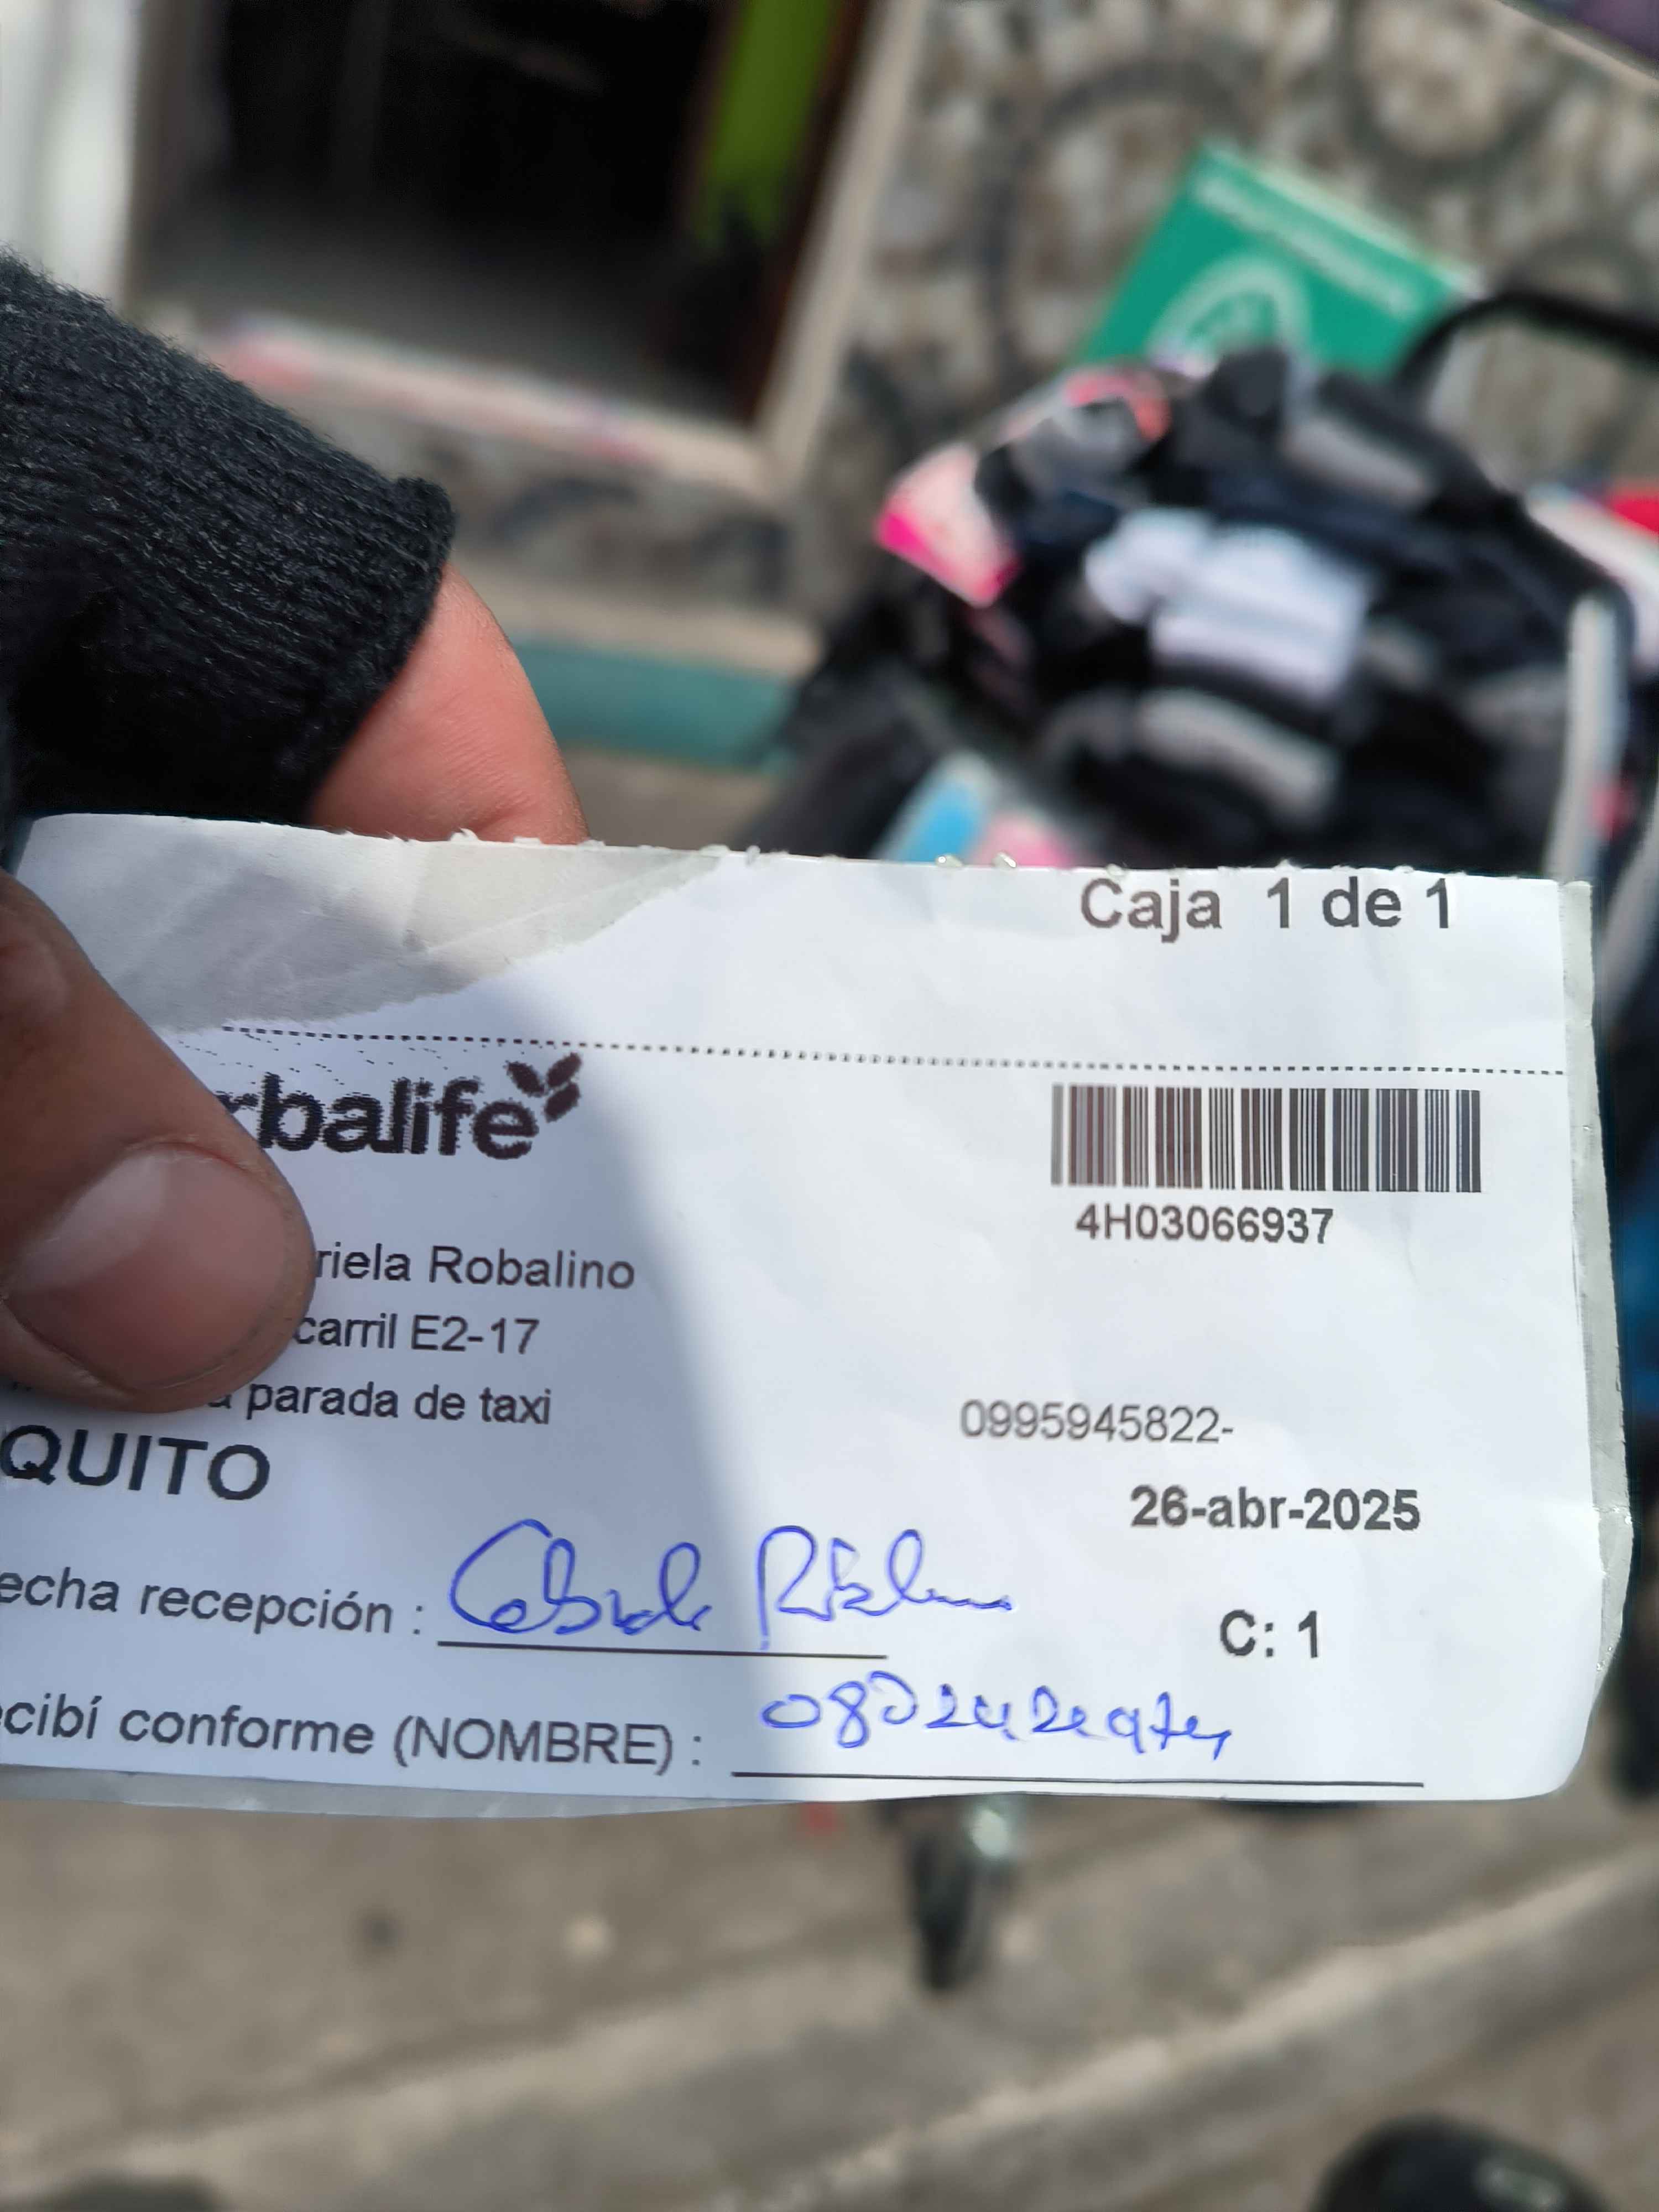 Caja 1 de 1
rbalife
4H03066937
riela Robalino
carril E2-17
a parada de taxi
0995945822-
QUITO
26-abr-2025
echa recepción :
C: 1
cibí conforme (NOMBRE) :